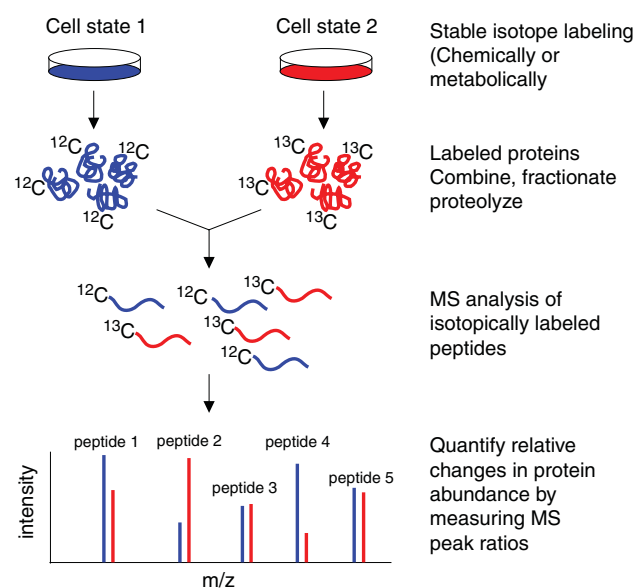 Cell state 1
Cell state 2
Stable isotope labeling
(Chemically or
metabolically
¹²C
¹²C
¹²C
¹²C
¹³C
¹³C
¹³C
¹³C
Labeled proteins
Combine, fractionate
proteolyze
¹²C
¹²C
¹³C
¹³C
¹³C
¹²C
MS analysis of
isotopically labeled
peptides
peptide 1
peptide 2
peptide 3
peptide 4
peptide 5
intensity
m/z
Quantify relative
changes in protein
abundance by
measuring MS
peak ratios